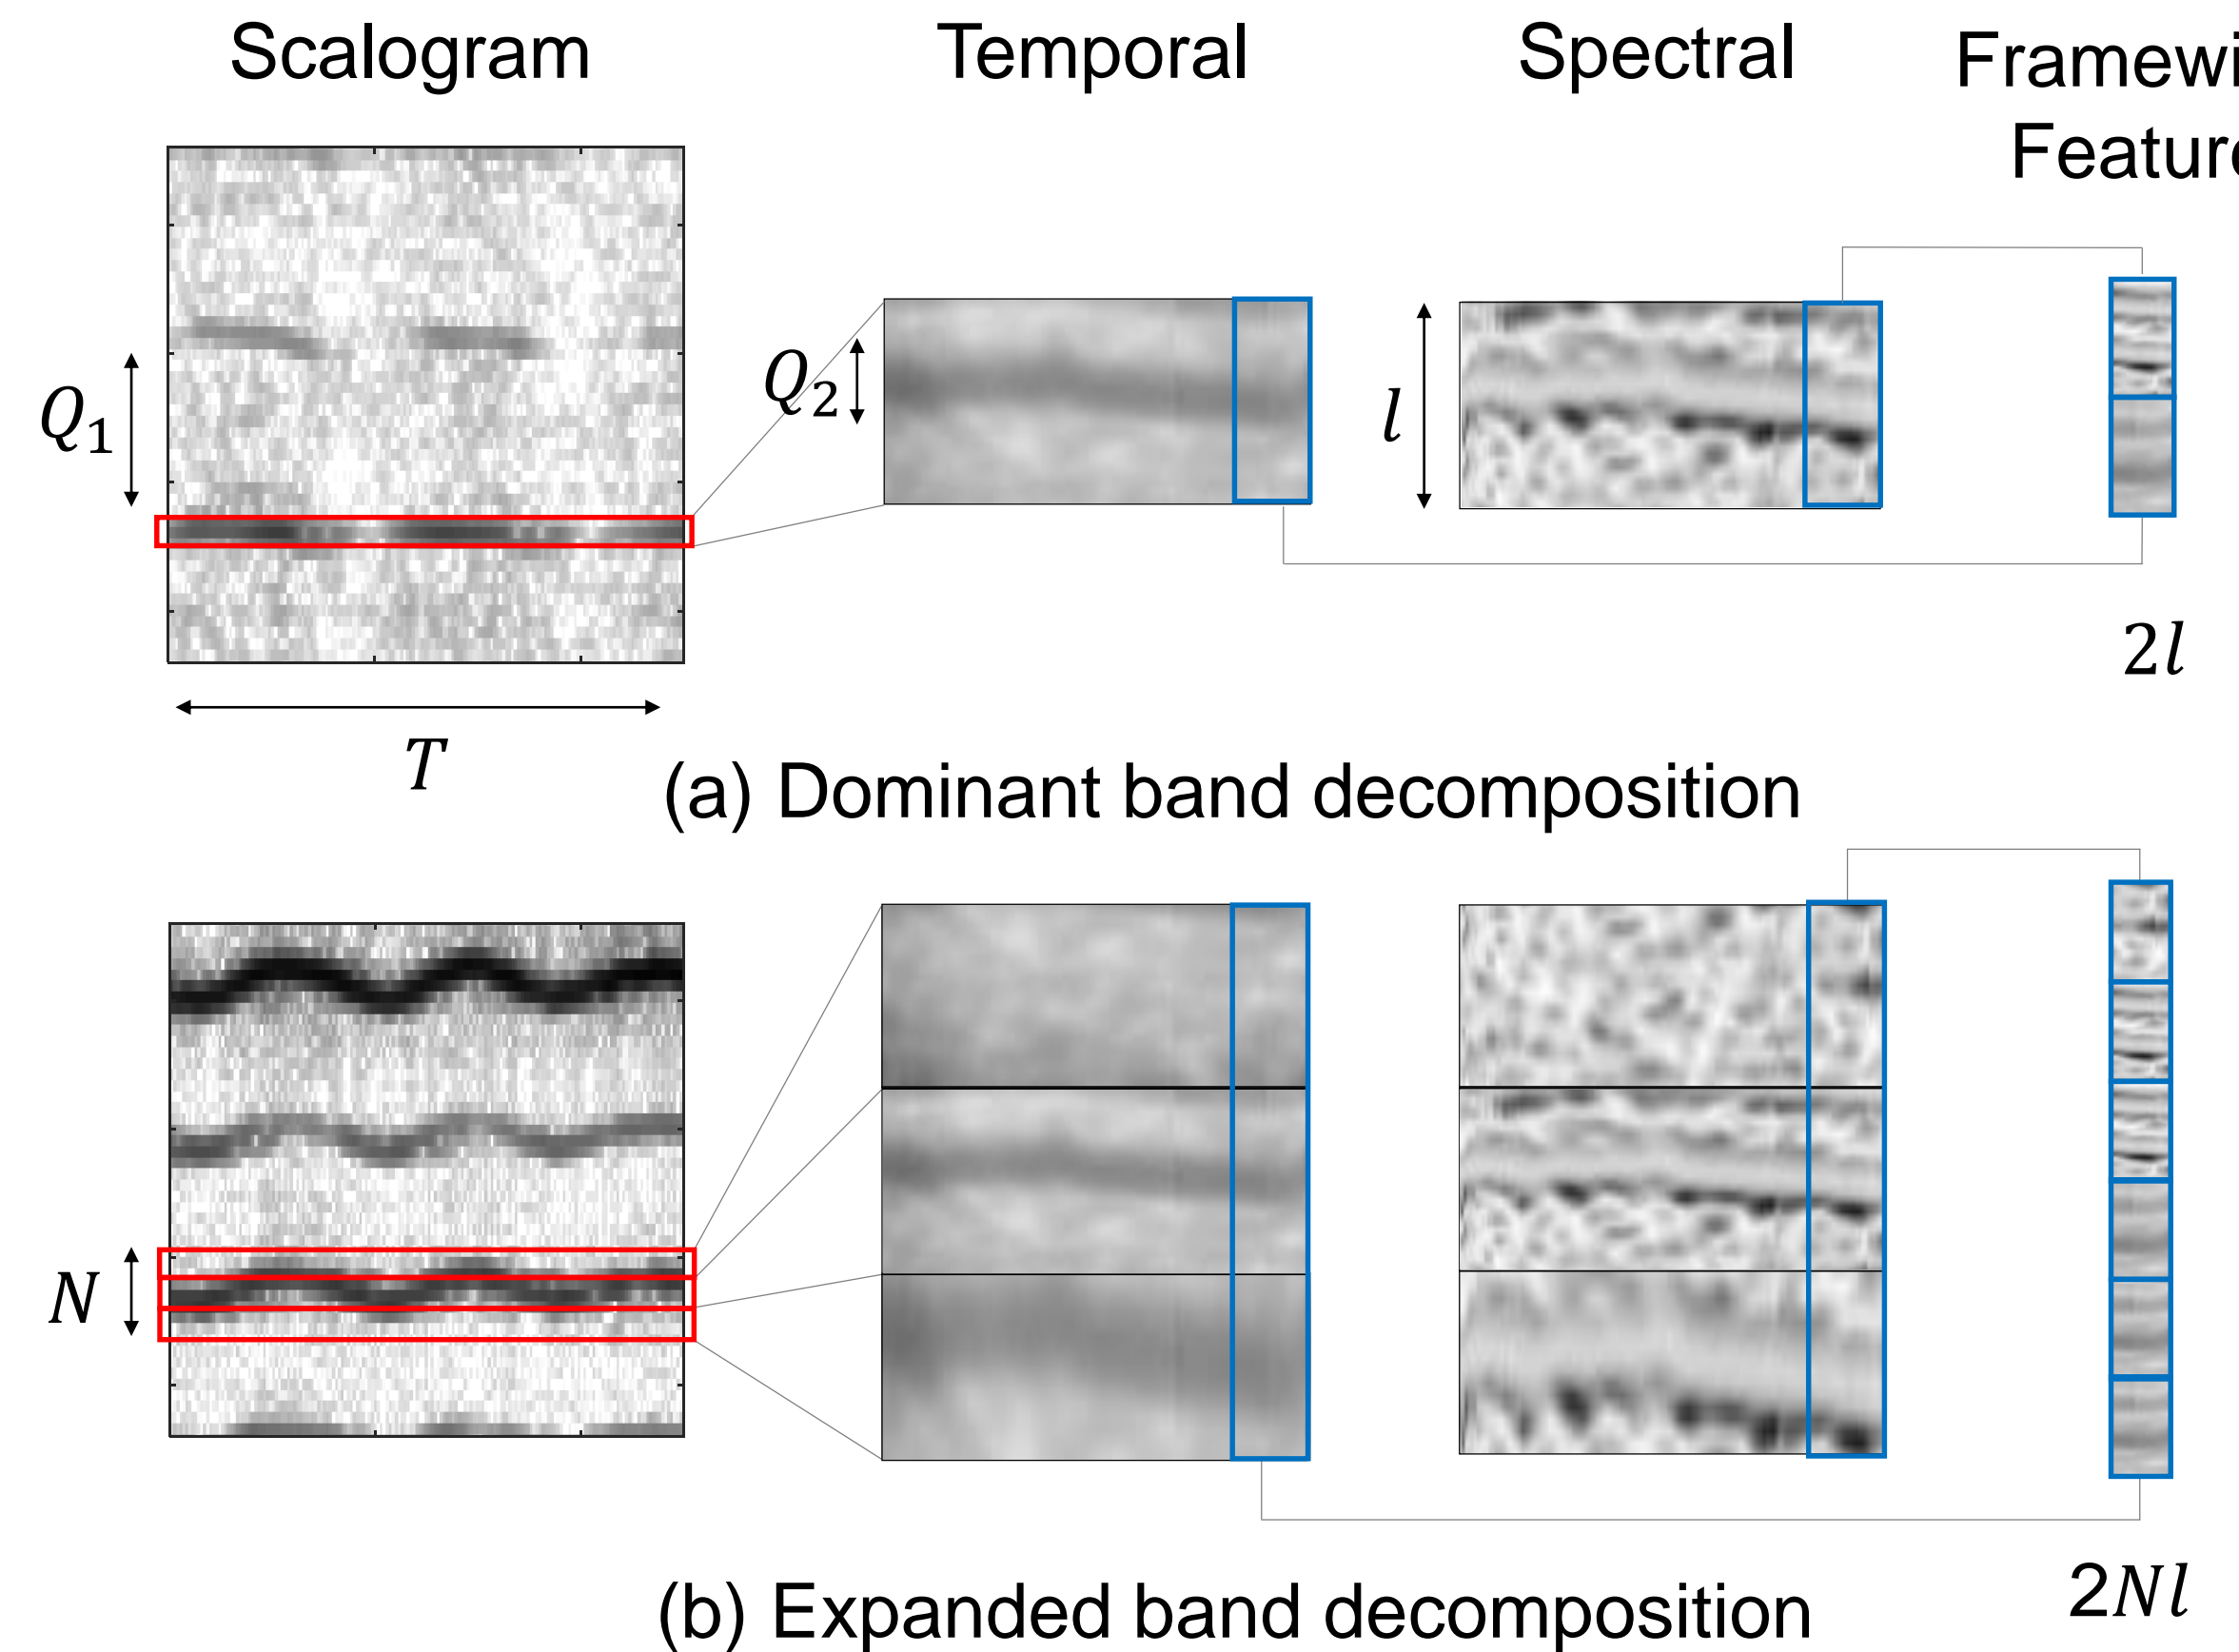 Scalogram
Temporal
Spectral
Framewi
Featur
Q1
Q2
l
2l
T
(a) Dominant band decomposition
N
2Nl
(b) Expanded band decomposition